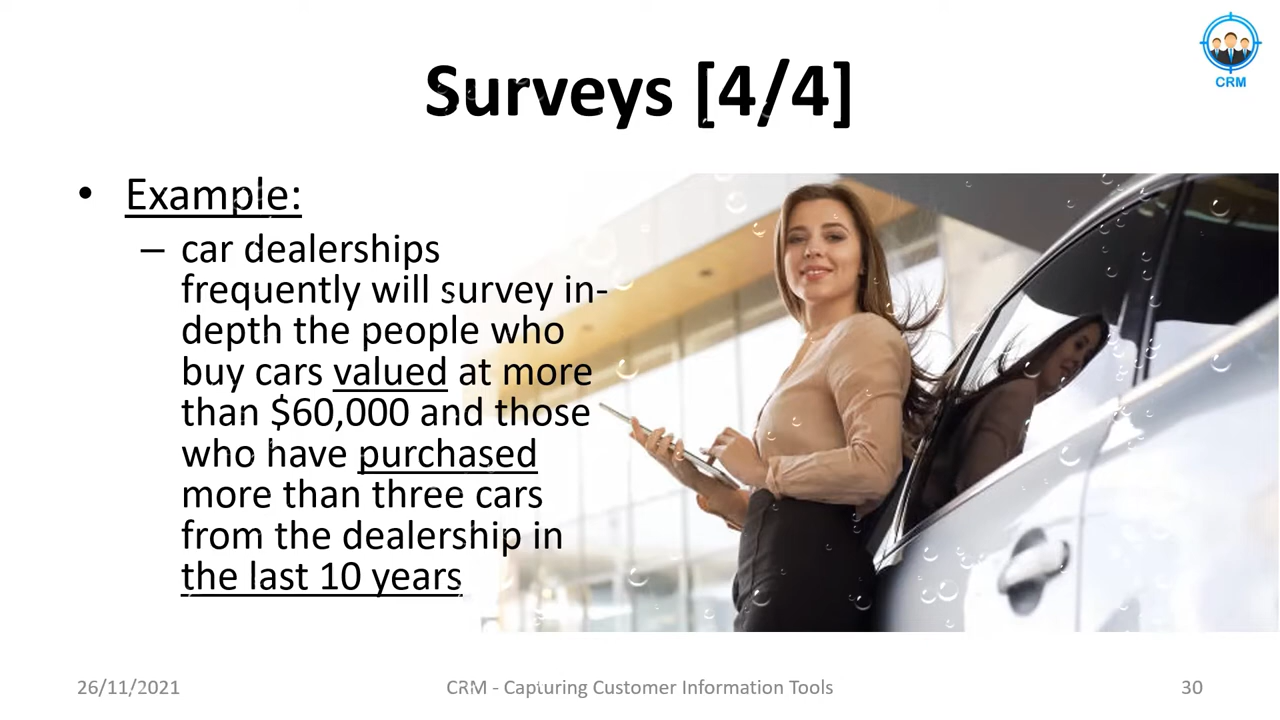 CRM
Surveys [4/4]
• Example:
– car dealerships
frequently will survey in-
depth the people who
buy cars valued at more
than $60,000 and those
who have purchased
more than three cars
from the dealership in
the last 10 years
26/11/2021
CRM - Capturing Customer Information Tools
30